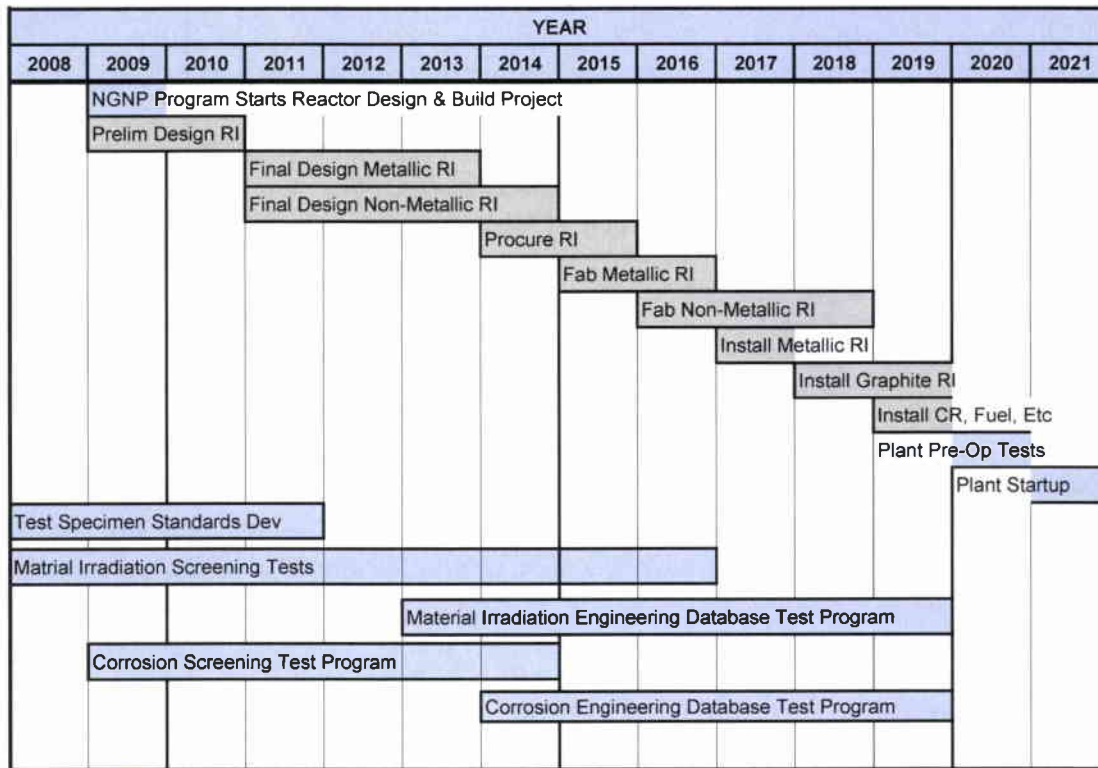 YEAR
2008 2009 2010 2011 2012 2013 2014 2015 2016 2017 2018 2019 2020 2021
NGNP Program Starts Reactor Design & Build Project
Prelim Design RI
Final Design Metallic RI
Final Design Non-Metallic RI
Procure RI
Fab Metallic RI
Fab Non-Metallic RI
Install Metallic RI
Install Graphite RI
Install CR, Fuel, Etc
Plant Pre-Op Tests
Plant Startup
Test Specimen Standards Dev
Matrial Irradiation Screening Tests
Material Irradiation Engineering Database Test Program
Corrosion Screening Test Program
Corrosion Engineering Database Test Program